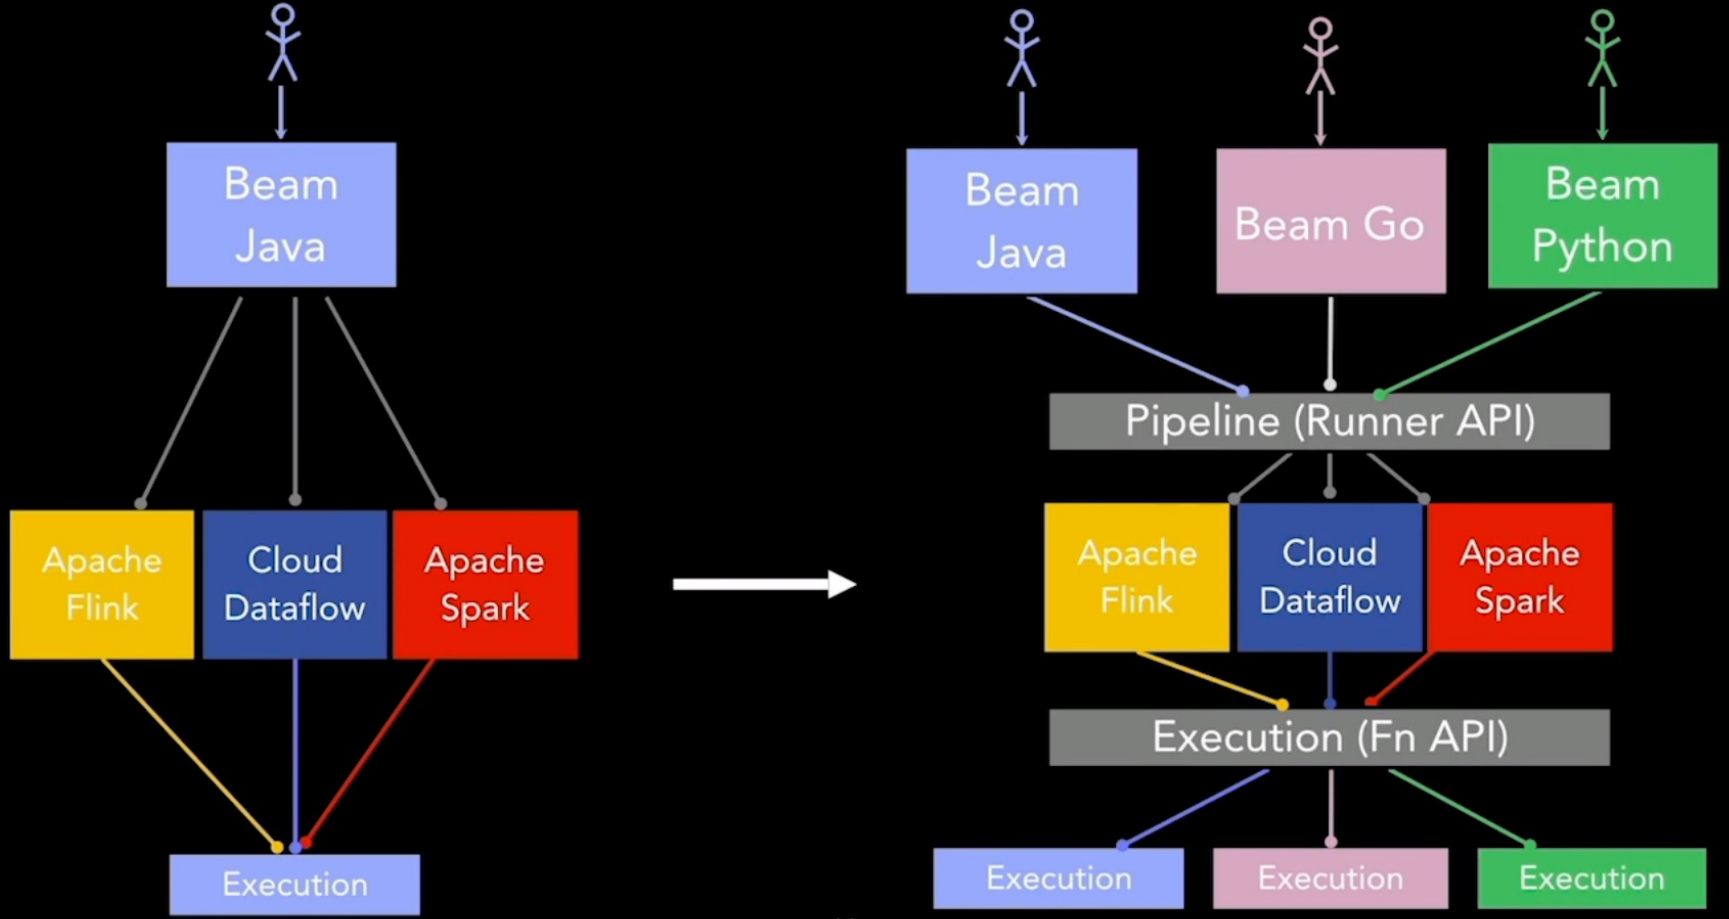 Beam
Java
Apache
Flink
Cloud
Dataflow
Apache
Spark
Execution
Beam
Java
Beam Go
Beam
Python
Pipeline (Runner API)
Apache
Flink
Cloud
Dataflow
Apache
Spark
Execution (Fn API)
Execution
Execution
Execution